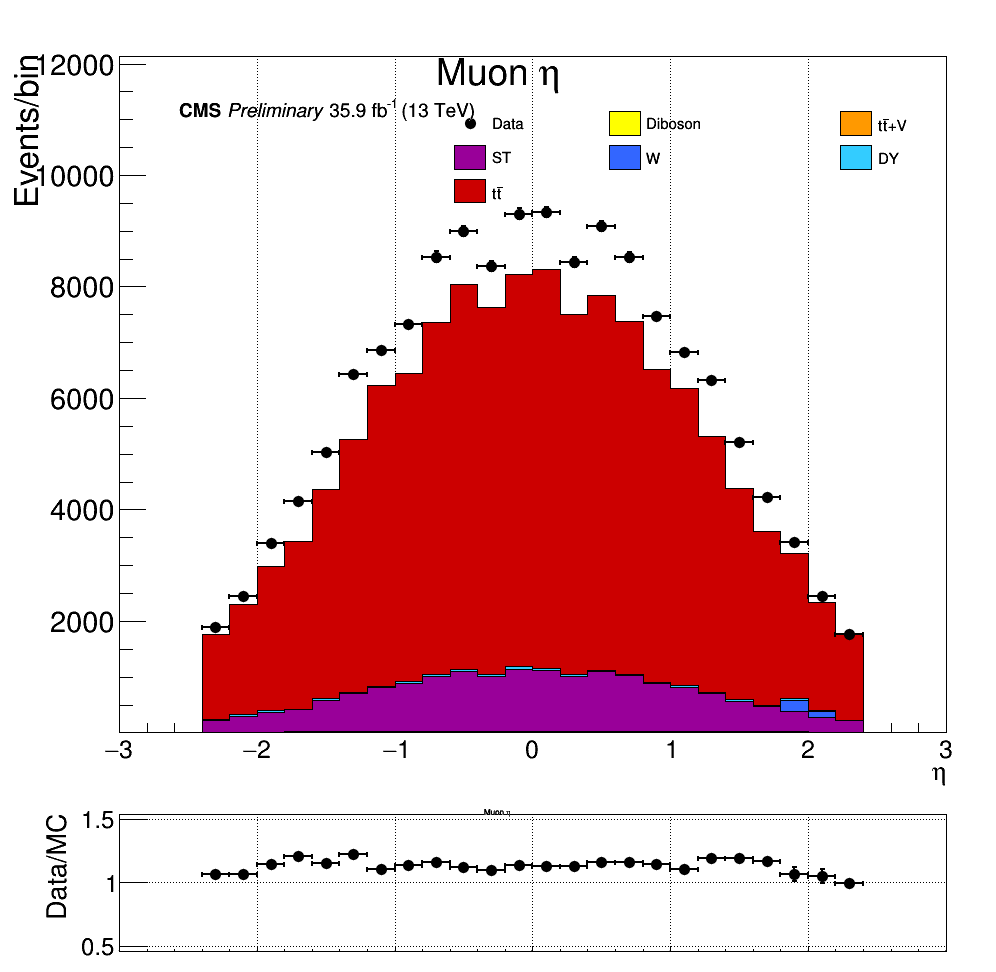 Muon η
Events/bin
CMS Preliminary 35.9 fb⁻¹ (13 TeV)
Data
Diboson
tt̄+V
ST
W
DY
tt̄
12000
10000
8000
6000
4000
2000
−3 −2 −1 0 1 2 3
η
Muon η
Data/MC
1.5
1
0.5